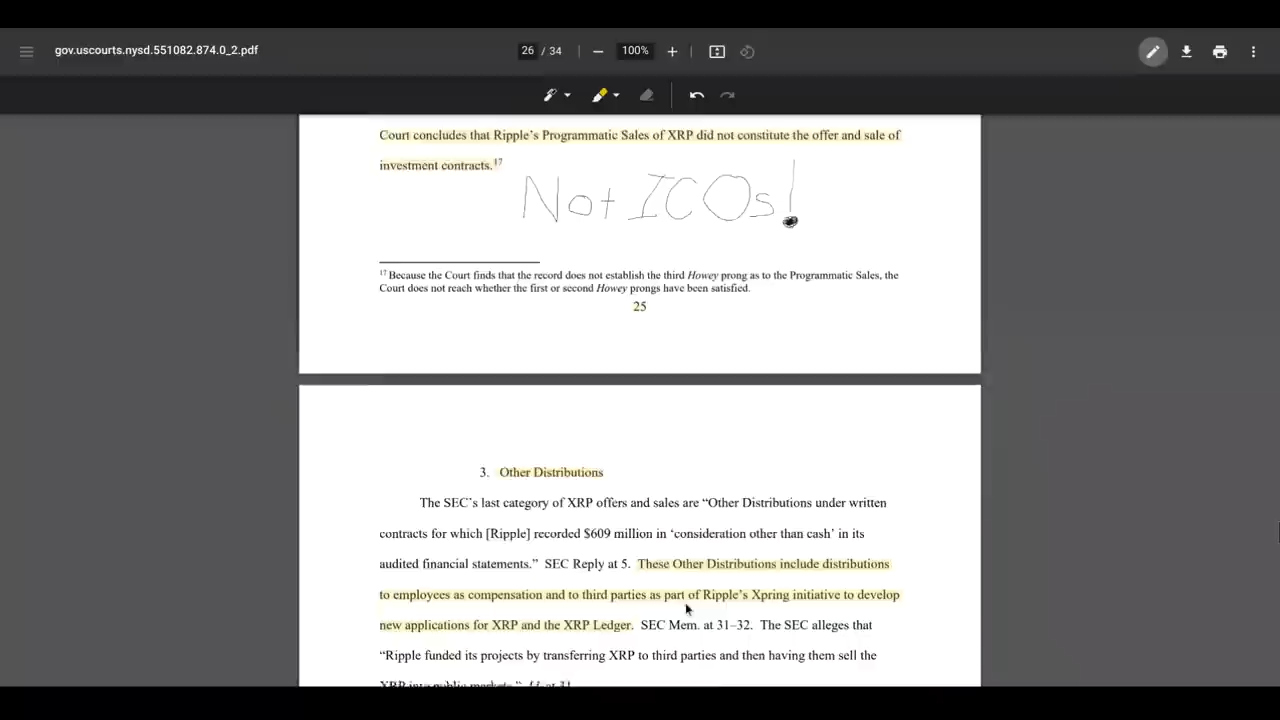 gov.uscourts.nysd.551082.874.0_2.pdf
26 / 34
100%
Court concludes that Ripple's Programmatic Sales of XRP did not constitute the offer and sale of
investment contracts.17
Not ICOs!
17 Because the Court finds that the record does not establish the third Howey prong as to the Programmatic Sales, the
Court does not reach whether the first or second Howey prongs have been satisfied.
25
3. Other Distributions
The SEC's last category of XRP offers and sales are “Other Distributions under written
contracts for which [Ripple] recorded $609 million in ‘consideration other than cash’ in its
audited financial statements.” SEC Reply at 5. These Other Distributions include distributions
to employees as compensation and to third parties as part of Ripple's Xpring initiative to develop
new applications for XRP and the XRP Ledger. SEC Mem. at 31–32. The SEC alleges that
“Ripple funded its projects by transferring XRP to third parties and then having them sell the
XRP into public markets.” Id. at 31